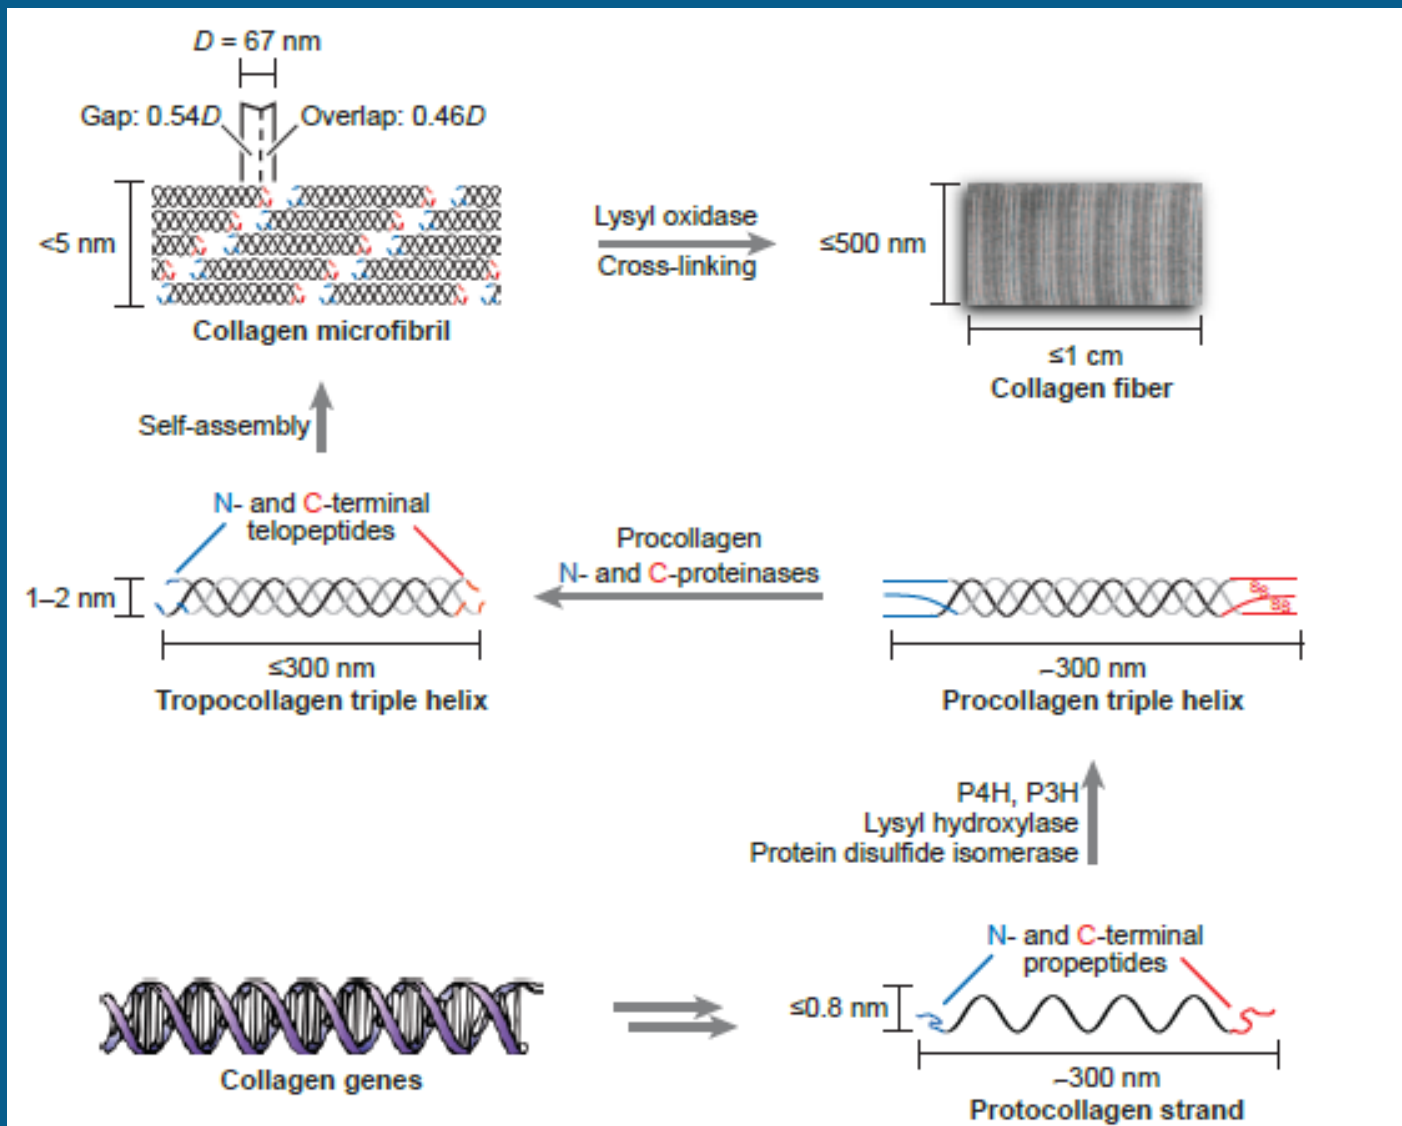 D = 67 nm
Gap: 0.54D
Overlap: 0.46D
<5 nm
Collagen microfibril
Lysyl oxidase
Cross-linking
≤500 nm
≤1 cm
Collagen fiber
Self-assembly
N- and C-terminal
telopeptides
1–2 nm
≤300 nm
Tropocollagen triple helix
Procollagen
N- and C-proteinases
S
S
S
S
–300 nm
Procollagen triple helix
P4H, P3H
Lysyl hydroxylase
Protein disulfide isomerase
N- and C-terminal
propeptides
≤0.8 nm
–300 nm
Protocollagen strand
Collagen genes